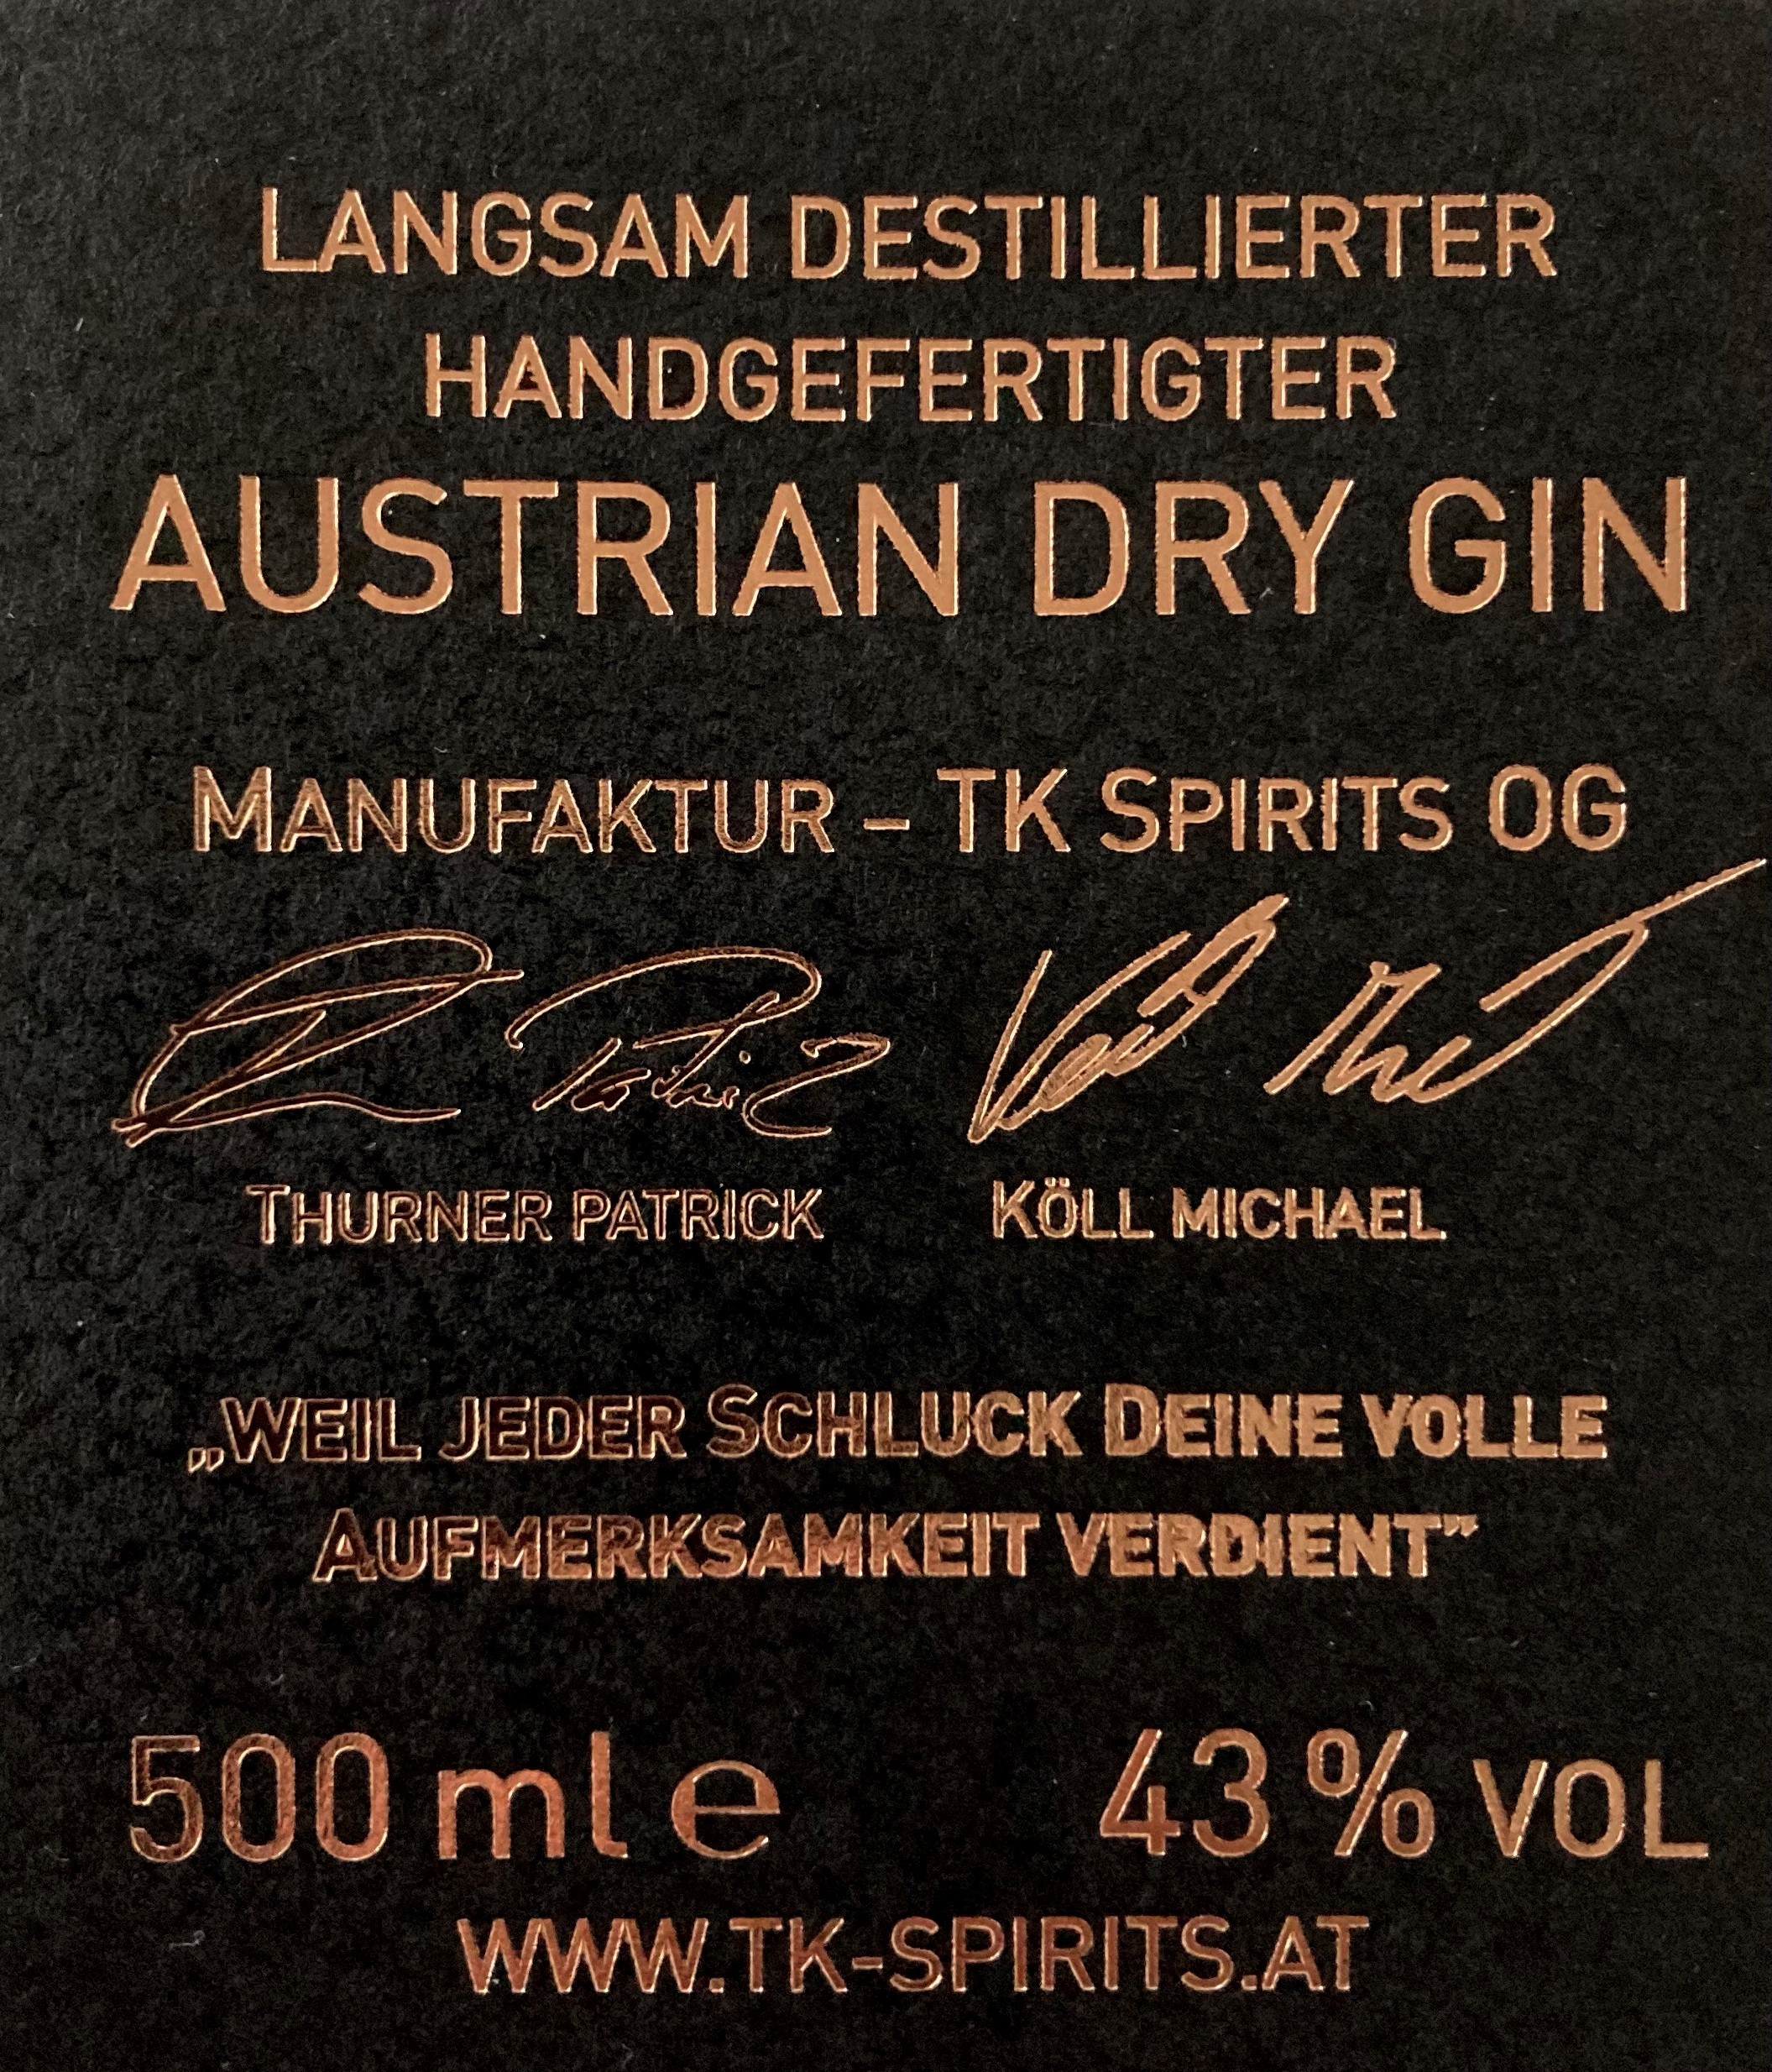 LANGSAM DESTILLIERTER
HANDGEFERTIGTER
AUSTRIAN DRY GIN
MANUFAKTUR – TK SPIRITS OG
THURNER PATRICK KÖLL MICHAEL
„WEIL JEDER SCHLUCK DEINE VOLLE
AUFMERKSAMKEIT VERDIENT”
500 ml e 43 % VOL
WWW.TK-SPIRITS.AT